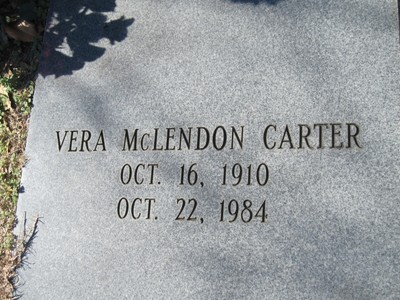 VERA McLENDON CARTER
OCT. 16, 1910
OCT. 22, 1984